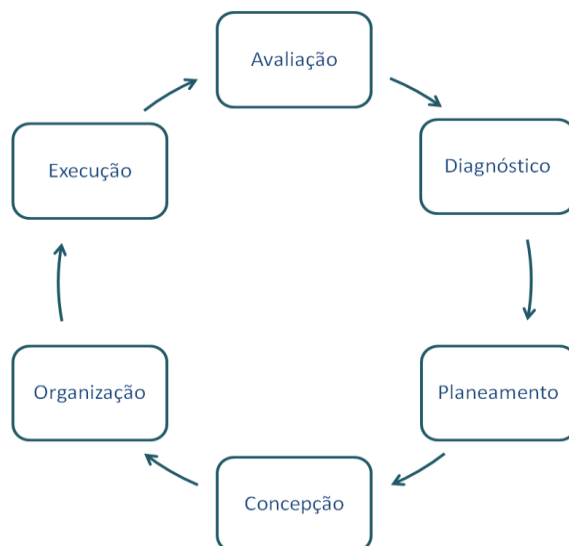 Avaliação
Diagnóstico
Planeamento
Concepção
Organização
Execução